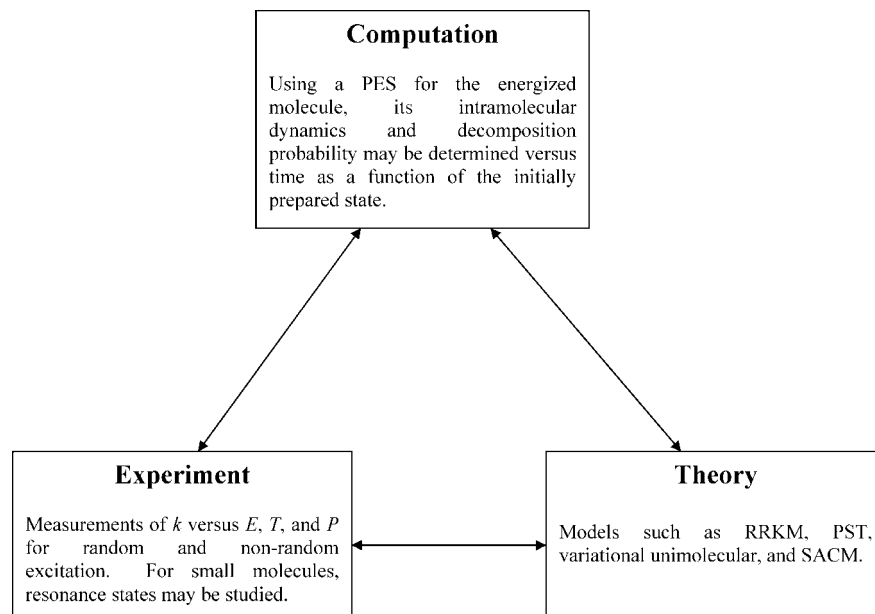 Computation
Using a PES for the energized
molecule, its intramolecular
dynamics and decomposition
probability may be determined versus
time as a function of the initially
prepared state.
Experiment
Measurements of k versus E, T, and P
for random and non-random
excitation. For small molecules,
resonance states may be studied.
Theory
Models such as RRKM, PST,
variational unimolecular, and SACM.